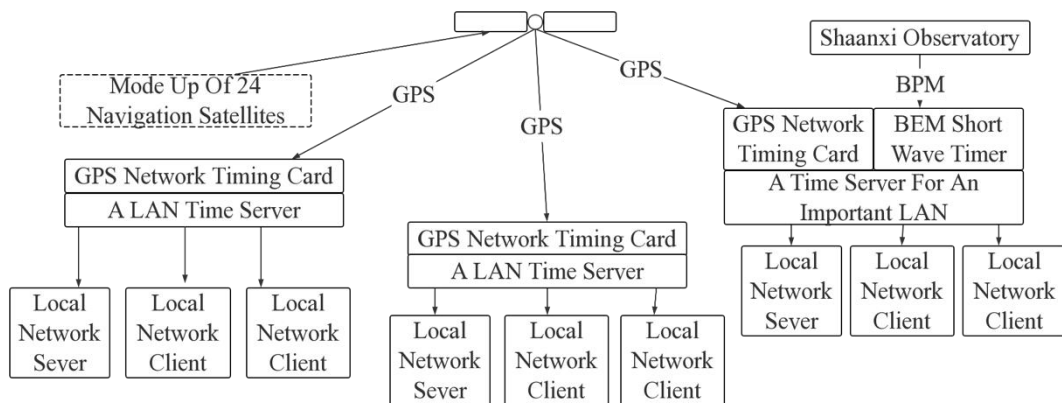 Shaanxi Observatory
Mode Up Of 24
Navigation Satellites
GPS
GPS
GPS
BPM
GPS Network
Timing Card
BEM Short
Wave Timer
A Time Server For An
Important LAN
GPS Network Timing Card
A LAN Time Server
GPS Network Timing Card
A LAN Time Server
Local
Network
Sever
Local
Network
Client
Local
Network
Client
Local
Network
Sever
Local
Network
Client
Local
Network
Client
Local
Network
Sever
Local
Network
Client
Local
Network
Client